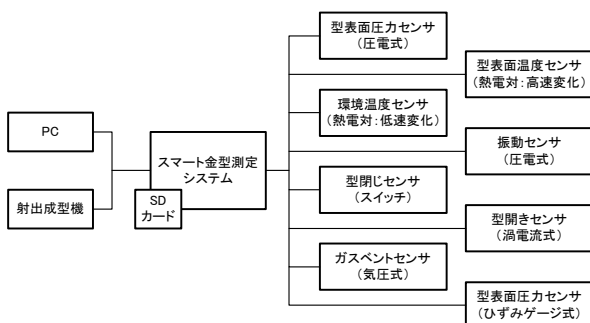 PC
射出成型機
スマート金型測定
システム
SD
カード
型表面圧力センサ
(圧電式)
型表面温度センサ
(熱電対:高速変化)
環境温度センサ
(熱電対:低速変化)
振動センサ
(圧電式)
型閉じセンサ
(スイッチ)
型開きセンサ
(渦電流式)
ガスベントセンサ
(気圧式)
型表面圧力センサ
(ひずみゲージ式)